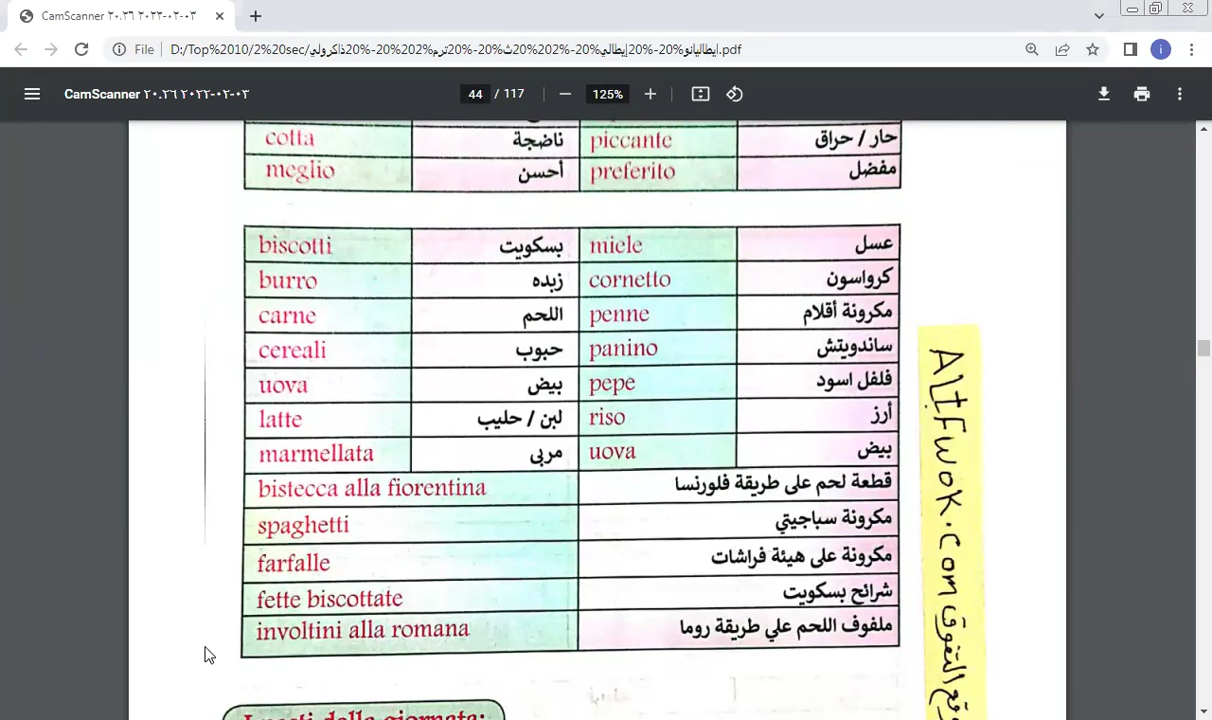 CamScanner ٢٠٢٢-٠٢-٠٣ ٢٠.٣٦
File D:/Top%2010/2%20sec/ايطاليانو%20-%20إيطالي%20-%202%20ث%20-%20ترم%202%20-%20ذاكرولي.pdf
CamScanner ٢٠٢٢-٠٢-٠٣ ٢٠.٣٦ 44 / 117 125%
cotta ناضجة piccante حار / حراق
meglio أحسن preferito مفضل
biscotti بسكويت miele عسل
burro زبده cornetto كرواسون
carne اللحم penne مكرونة أقلام
cereali حبوب panino ساندويتش
uova بيض pepe فلفل اسود
latte لبن / حليب riso أرز
marmellata مربى uova بيض
bistecca alla fiorentina قطعة لحم على طريقة فلورنسا
spaghetti مكرونة سباجيتي
farfalle مكرونة على هيئة فراشات
fette biscottate شرائح بسكويت
involtini alla romana ملفوف اللحم علي طريقة روما
AltFwok.com موقع التفوق